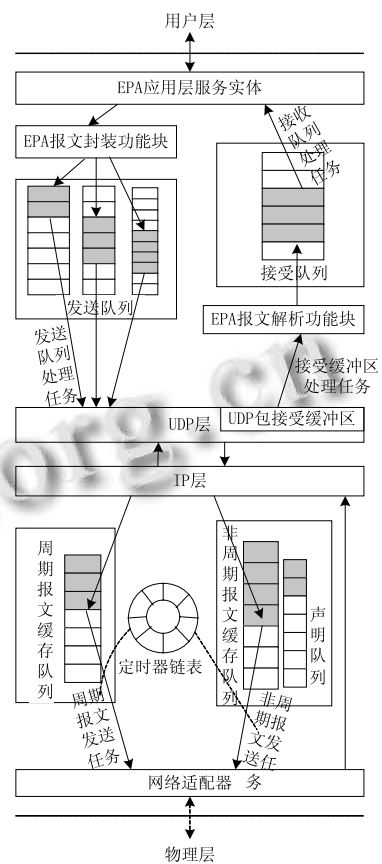 用户层
EPA应用层服务实体
EPA报文封装功能块
接收
队列
处理
任务
发送队列
接受队列
EPA报文解析功能块
发送
队列
处理
任务
接受缓冲区
处理任务
UDP层
UDP包接受缓冲区
IP层
周期报文缓存队列
非周期报文缓存队列
声明队列
定时器链表
周期
报文
发送
任务
非周
期报
文发
送任
务
网络适配器
物理层
org.cn